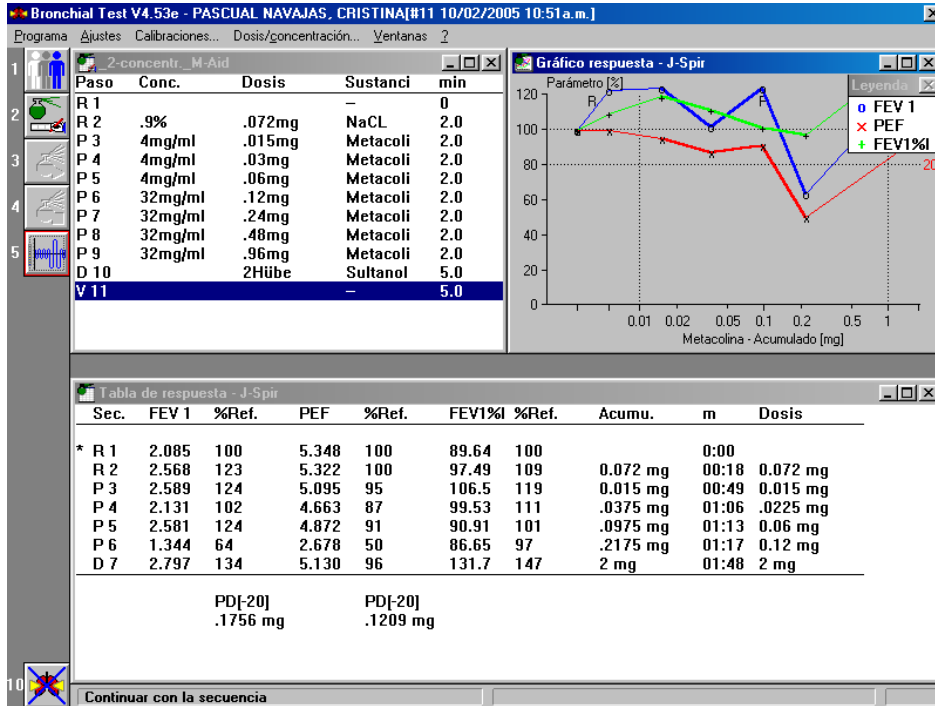 Bronchial Test V4.53e - PASCUAL NAVAJAS, CRISTINA[#11 10/02/2005 10:51a.m.]
Programa Ajustes Calibraciones... Dosis/concentración... Ventanas ?
1
2
3
4
5
10
_2-concentr._M-Aid
Paso Conc. Dosis Sustanci min
R 1 – 0
R 2 .9% .072mg NaCL 2.0
P 3 4mg/ml .015mg Metacoli 2.0
P 4 4mg/ml .03mg Metacoli 2.0
P 5 4mg/ml .06mg Metacoli 2.0
P 6 32mg/ml .12mg Metacoli 2.0
P 7 32mg/ml .24mg Metacoli 2.0
P 8 32mg/ml .48mg Metacoli 2.0
P 9 32mg/ml .96mg Metacoli 2.0
D 10 2Hübe Sultanol 5.0
V 11 – 5.0
Gráfico respuesta - J-Spir
Parámetro [%]
Leyenda
FEV 1
PEF
FEV1%I
R
P
120
100
80
60
40
20
0
20
0.01 0.02 0.05 0.1 0.2 0.5 1
Metacolina - Acumulado [mg]
Tabla de respuesta - J-Spir
Sec. FEV 1 %Ref. PEF %Ref. FEV1%I %Ref. Acumu. m Dosis
* R 1 2.085 100 5.348 100 89.64 100 0:00
R 2 2.568 123 5.322 100 97.49 109 0.072 mg 00:18 0.072 mg
P 3 2.589 124 5.095 95 106.5 119 0.015 mg 00:49 0.015 mg
P 4 2.131 102 4.663 87 99.53 111 .0375 mg 01:06 .0225 mg
P 5 2.581 124 4.872 91 90.91 101 .0975 mg 01:13 0.06 mg
P 6 1.344 64 2.678 50 86.65 97 .2175 mg 01:17 0.12 mg
D 7 2.797 134 5.130 96 131.7 147 2 mg 01:48 2 mg
PD[-20] PD[-20]
.1756 mg .1209 mg
Continuar con la secuencia